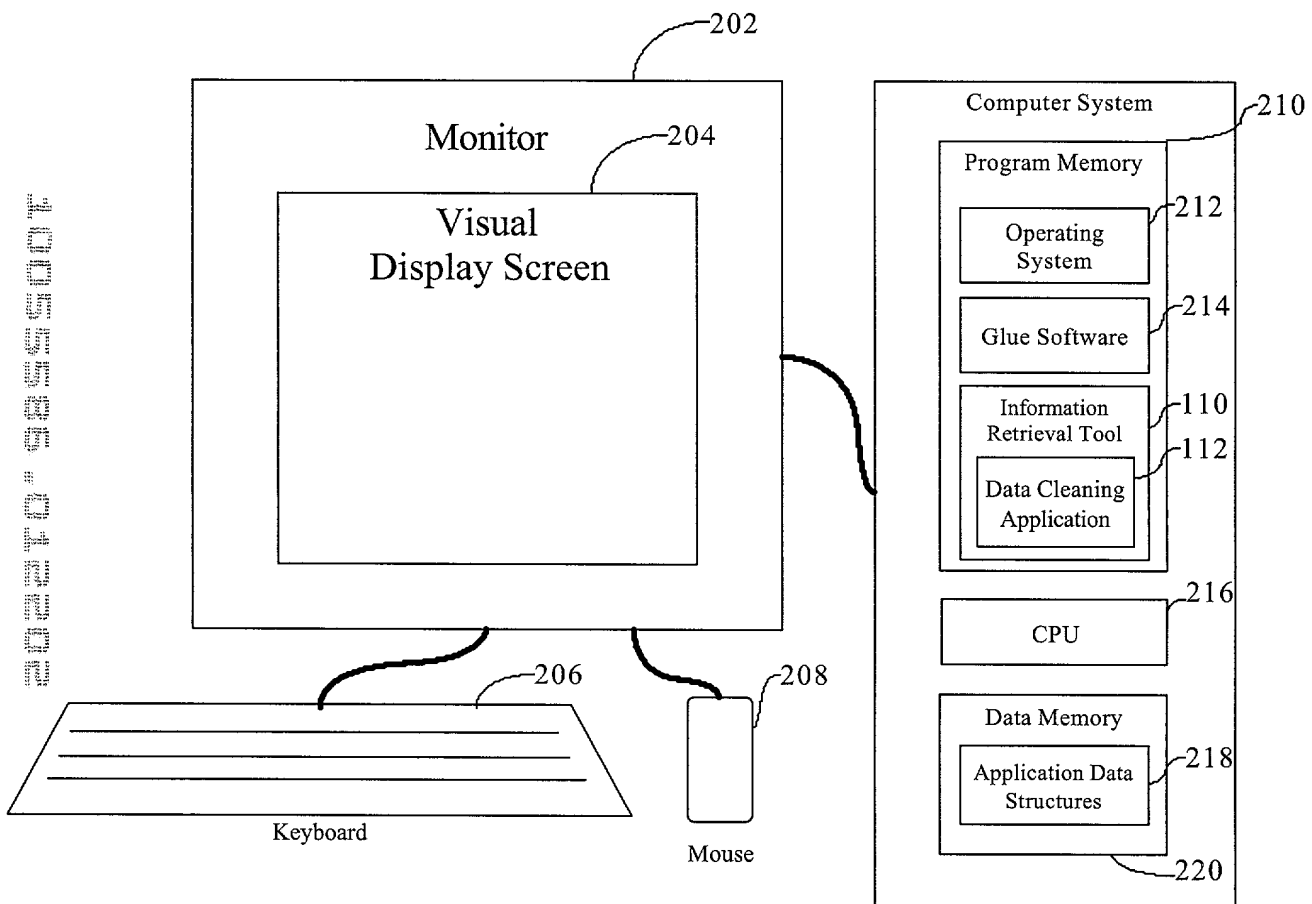 202
Monitor
204
Visual
Display Screen
Computer System
210
Program Memory
212
Operating
System
214
Glue Software
Information
Retrieval Tool
110
112
Data Cleaning
Application
216
CPU
Data Memory
218
Application Data
Structures
220
206
Keyboard
208
Mouse
10055585.012202